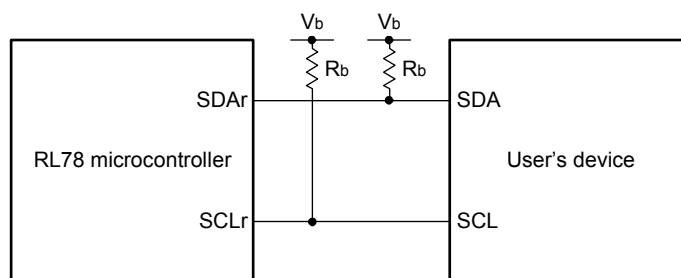 Vb Vb
Rb Rb
SDAr SDA
RL78 microcontroller User's device
SCLr SCL